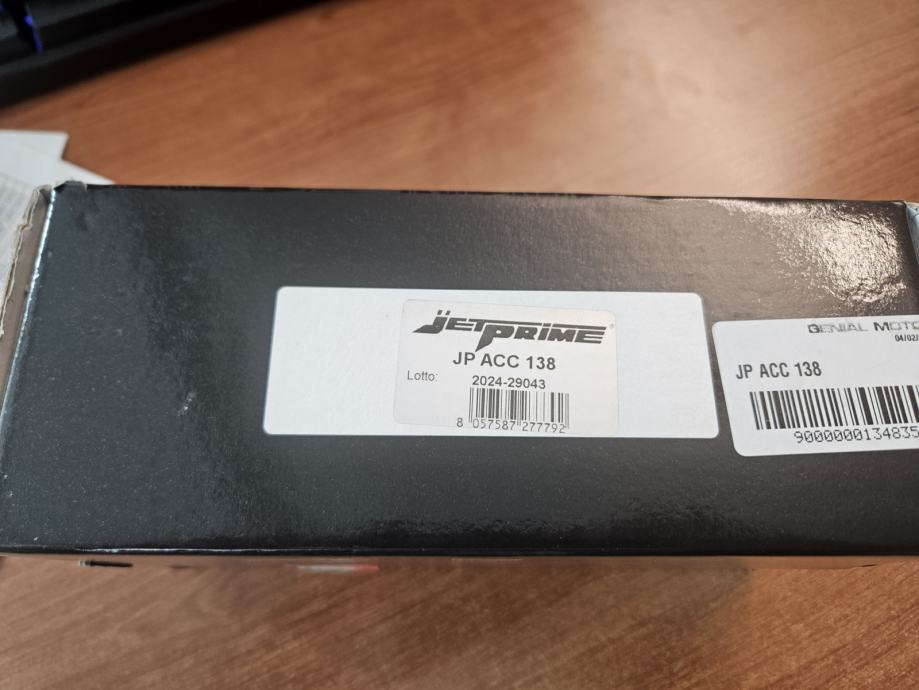 JETPRIME
JP ACC 138
Lotto: 2024-29043
8 057587 277792
GENIAL MOTO
04/02/
JP ACC 138
9000000134835